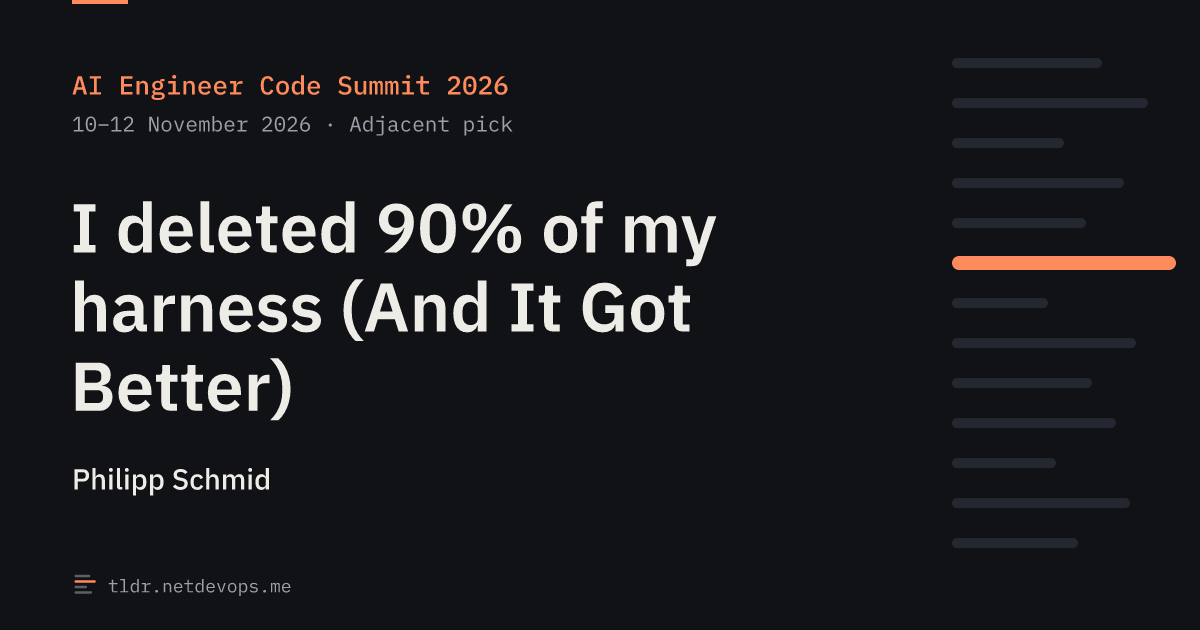 AI Engineer Code Summit 2026
10–12 November 2026 · Adjacent pick
I deleted 90% of my
harness (And It Got
Better)
Philipp Schmid
tldr.netdevops.me